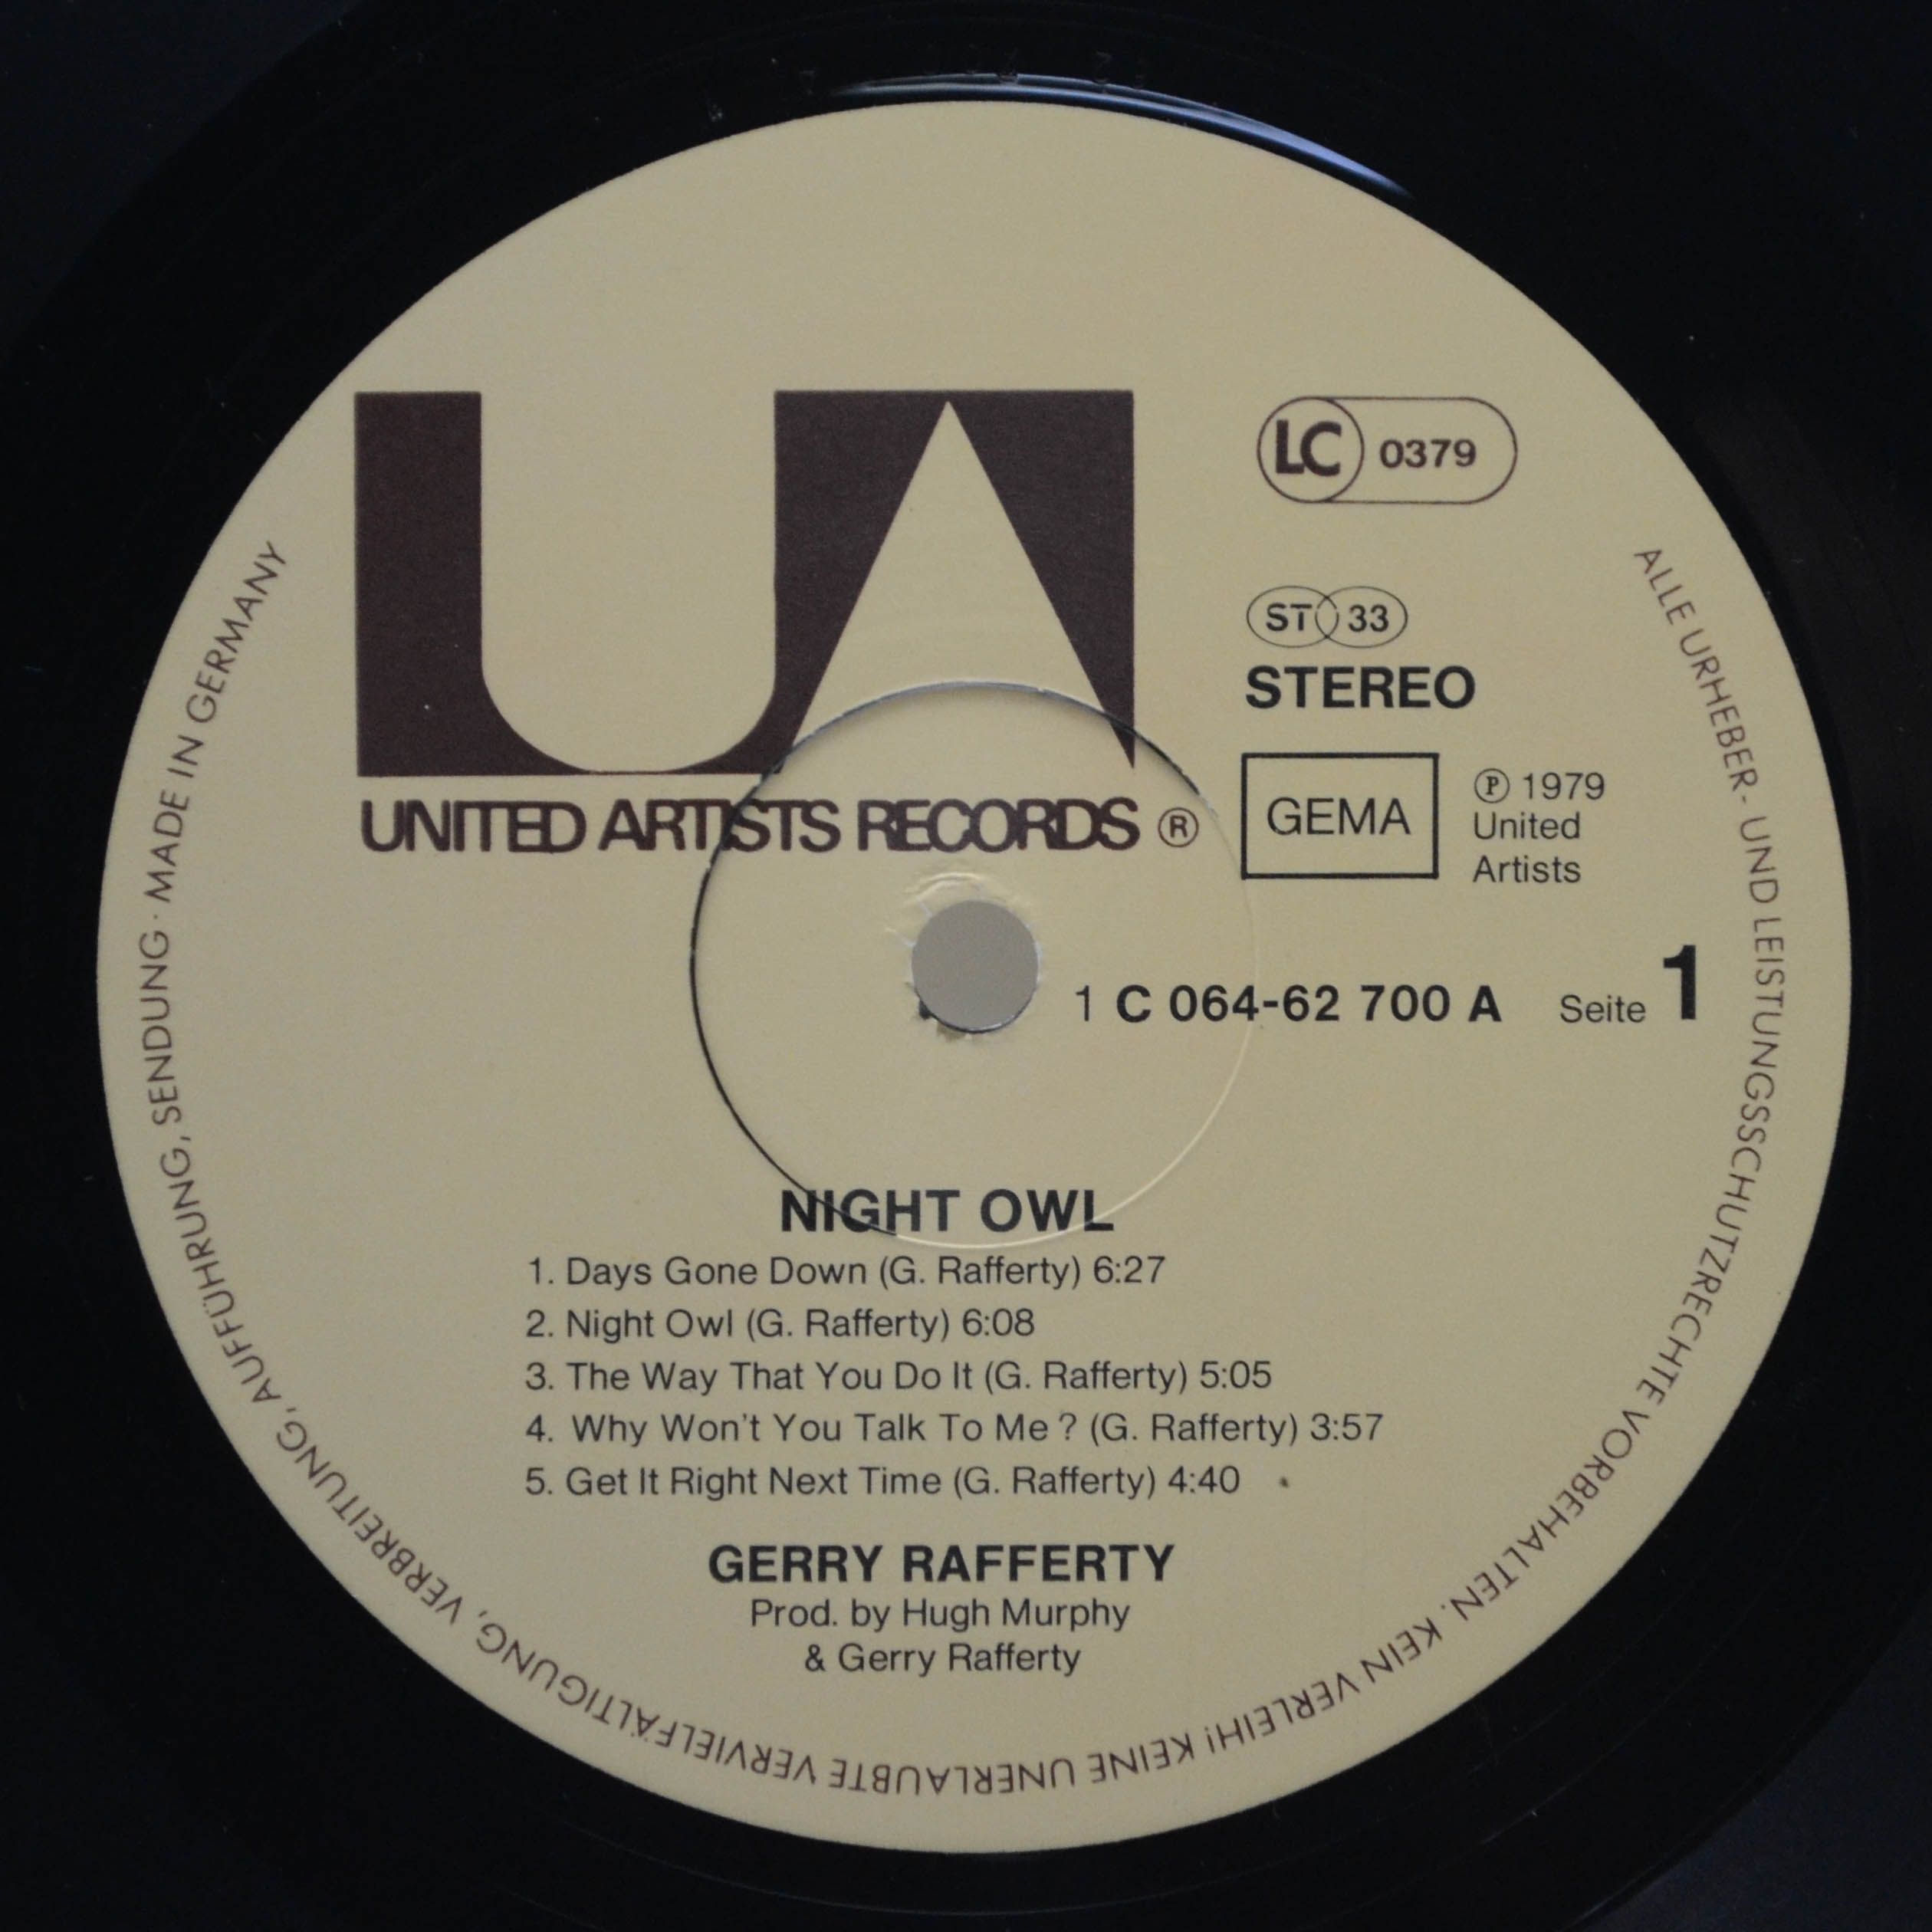 UA
UNITED ARTISTS RECORDS ®
LC 0379
ST 33
STEREO
GEMA
℗ 1979
United
Artists
1 C 064-62 700 A
Seite 1
NIGHT OWL
1. Days Gone Down (G. Rafferty) 6:27
2. Night Owl (G. Rafferty) 6:08
3. The Way That You Do It (G. Rafferty) 5:05
4. Why Won't You Talk To Me ? (G. Rafferty) 3:57
5. Get It Right Next Time (G. Rafferty) 4:40
GERRY RAFFERTY
Prod. by Hugh Murphy
& Gerry Rafferty
ALLE URHEBER- UND LEISTUNGSSCHUTZRECHTE VORBEHALTEN. KEIN VERLEIH! KEINE UNERLAUBTE VERVIELFÄLTIGUNG, VERBREITUNG, AUFFÜHRUNG, SENDUNG · MADE IN GERMANY